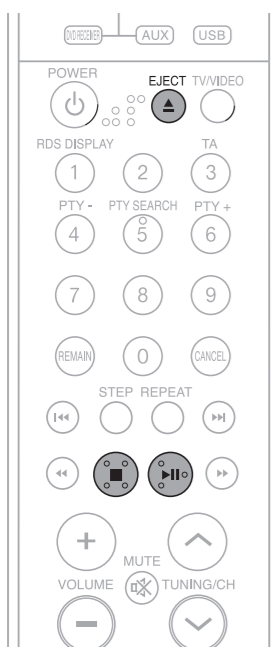 DVD RECEIVER AUX USB
POWER
EJECT TV/VIDEO
RDS DISPLAY TA
1 2 3
PTY - PTY SEARCH PTY +
4 5 6
7 8 9
REMAIN 0 CANCEL
STEP REPEAT
MUTE
VOLUME TUNING/CH